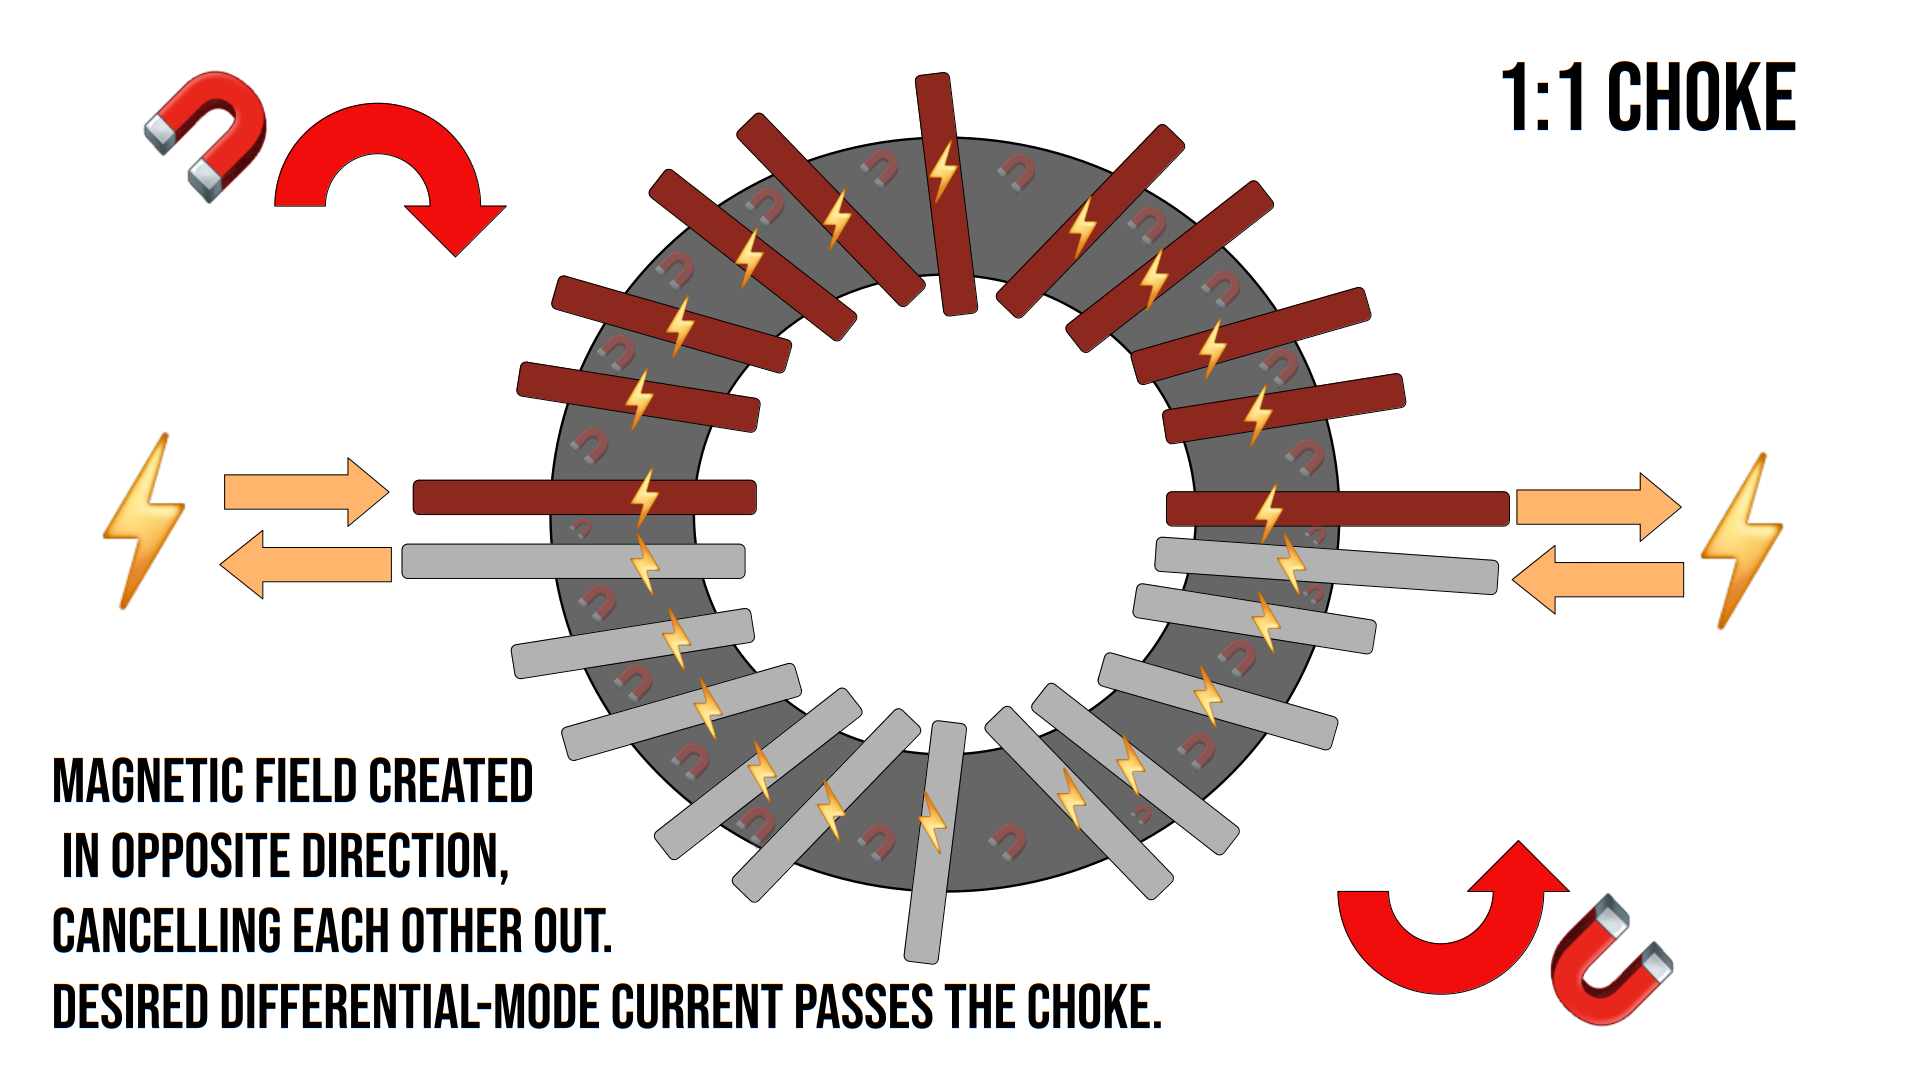 1:1 CHOKE
MAGNETIC FIELD CREATED
IN OPPOSITE DIRECTION,
CANCELLING EACH OTHER OUT.
DESIRED DIFFERENTIAL-MODE CURRENT PASSES THE CHOKE.